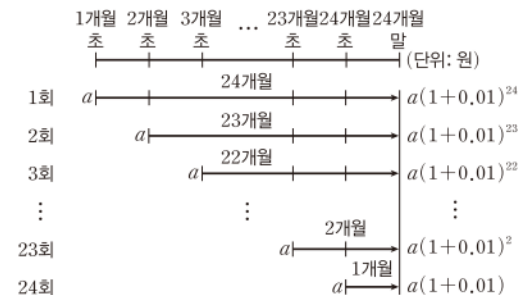 1개월 2개월 3개월 … 23개월 24개월 24개월
초 초 초 초 초 말
(단위: 원)
24개월
1회 a a(1+0.01)²⁴
23개월
2회 a a(1+0.01)²³
22개월
3회 a a(1+0.01)²²
⋮ ⋮ ⋮
2개월
23회 a a(1+0.01)²
1개월
24회 a a(1+0.01)